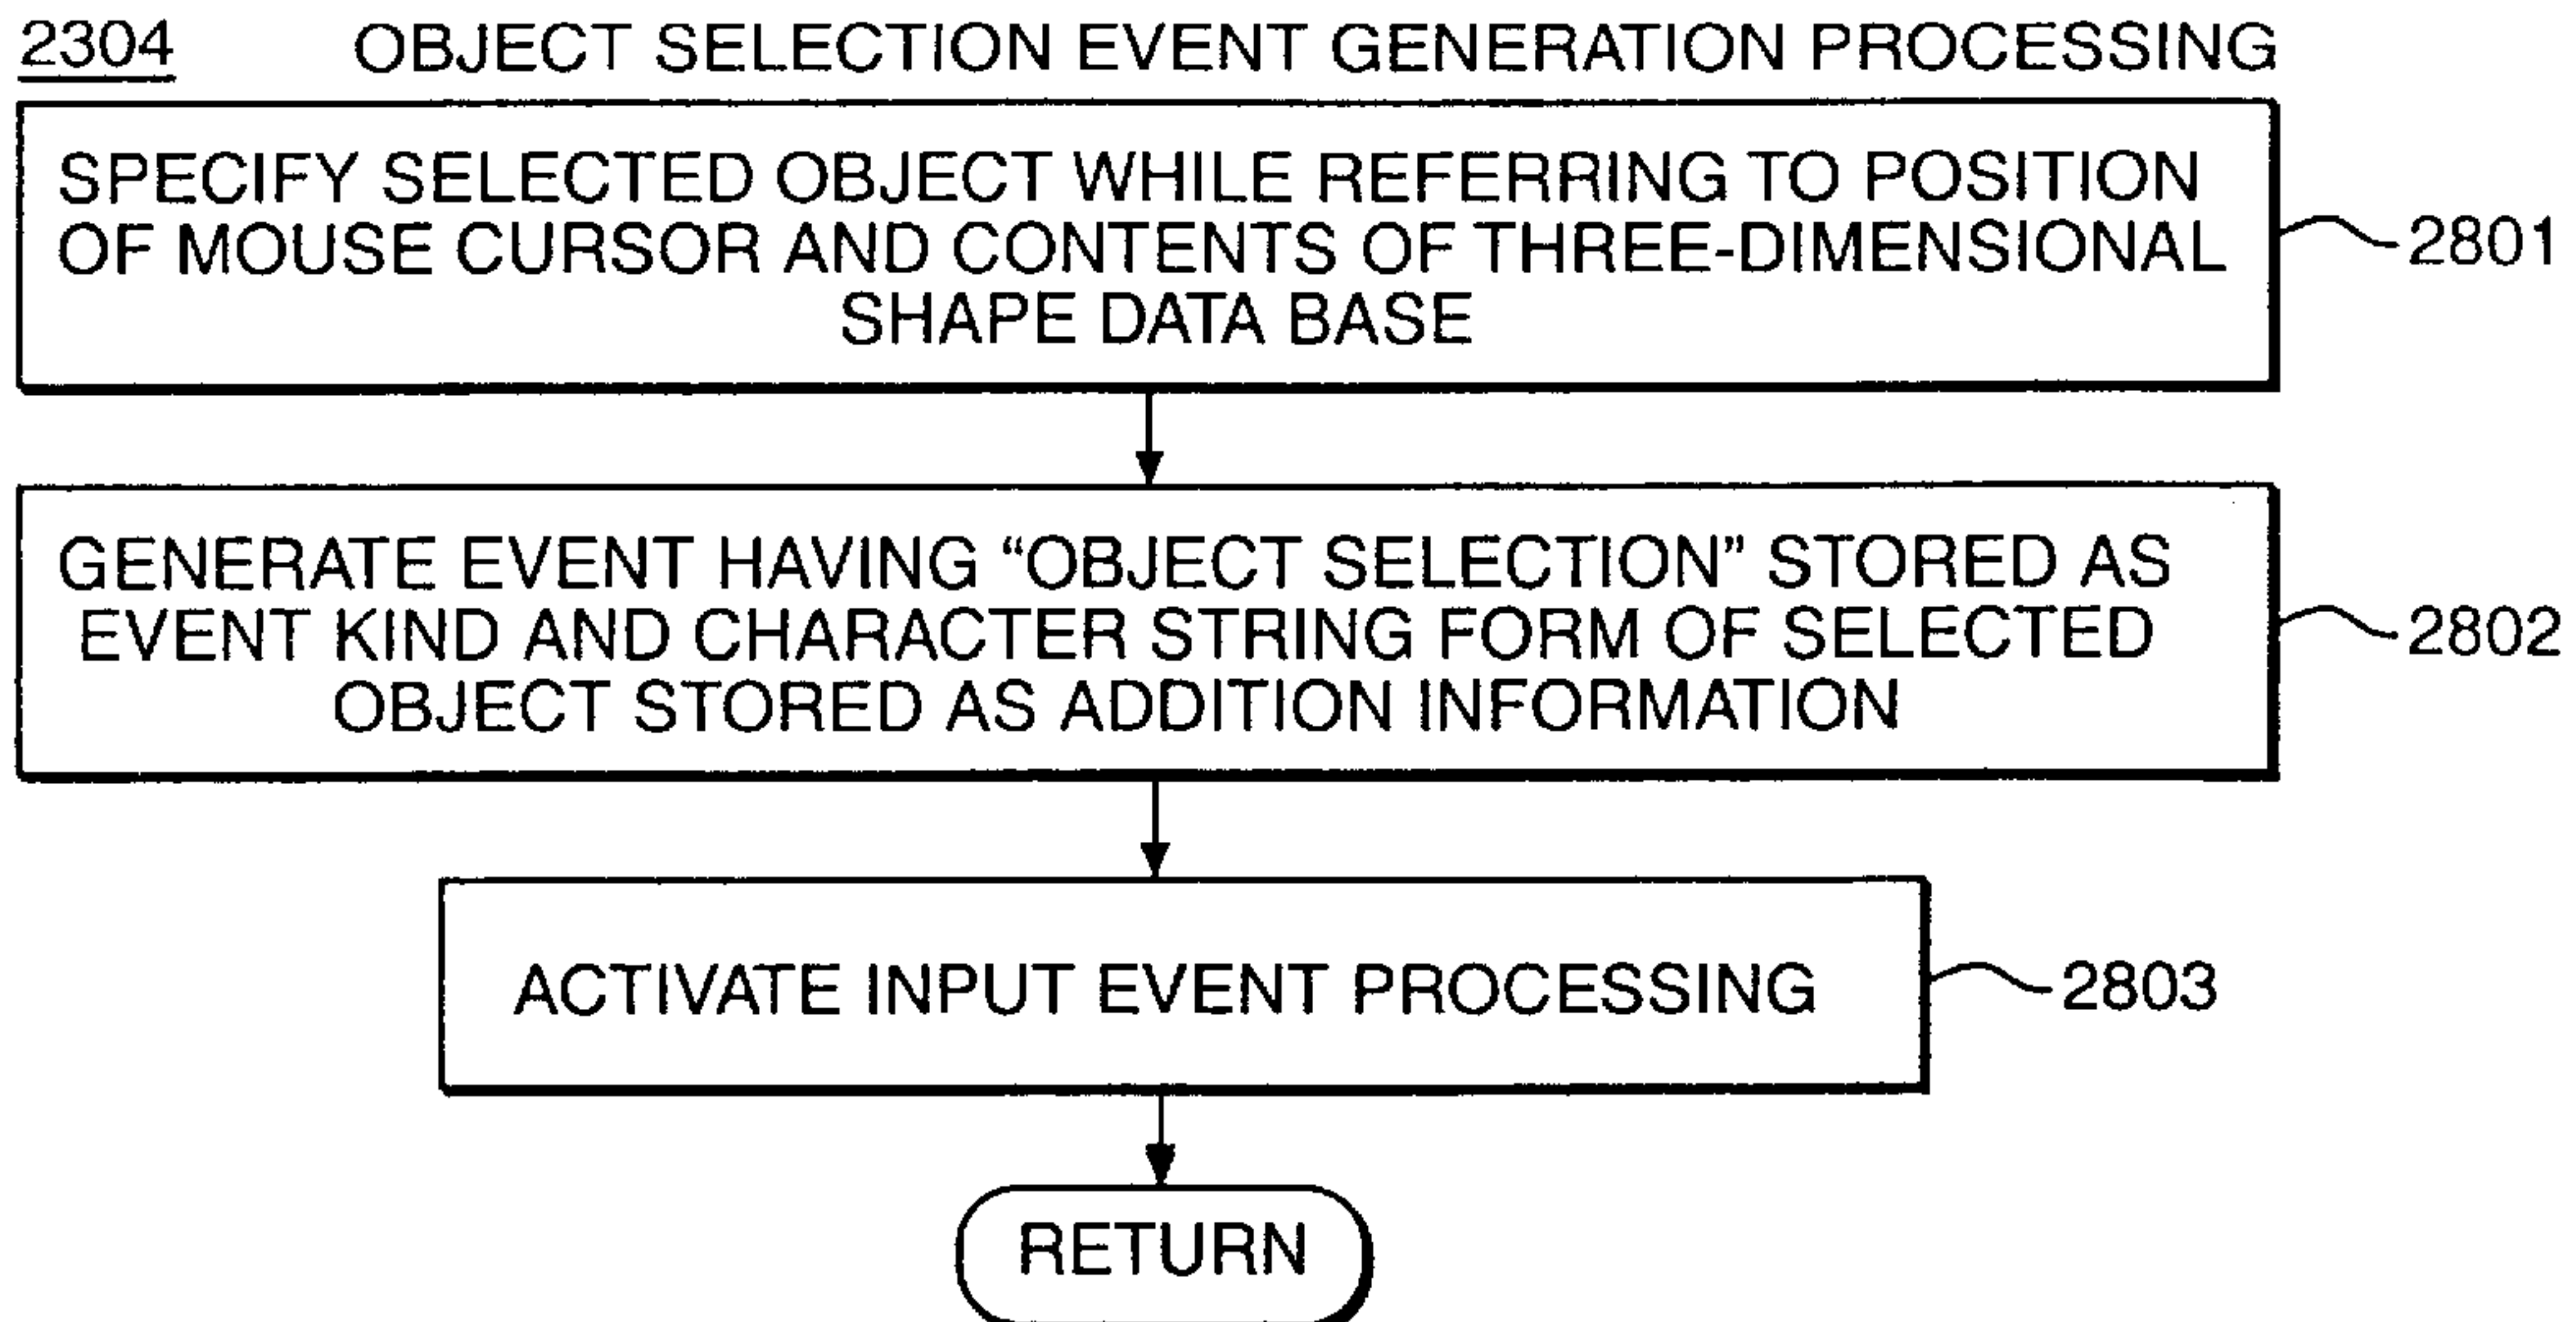 2304 OBJECT SELECTION EVENT GENERATION PROCESSING
SPECIFY SELECTED OBJECT WHILE REFERRING TO POSITION
OF MOUSE CURSOR AND CONTENTS OF THREE-DIMENSIONAL
SHAPE DATA BASE
2801
GENERATE EVENT HAVING “OBJECT SELECTION” STORED AS
EVENT KIND AND CHARACTER STRING FORM OF SELECTED
OBJECT STORED AS ADDITION INFORMATION
2802
ACTIVATE INPUT EVENT PROCESSING
2803
RETURN